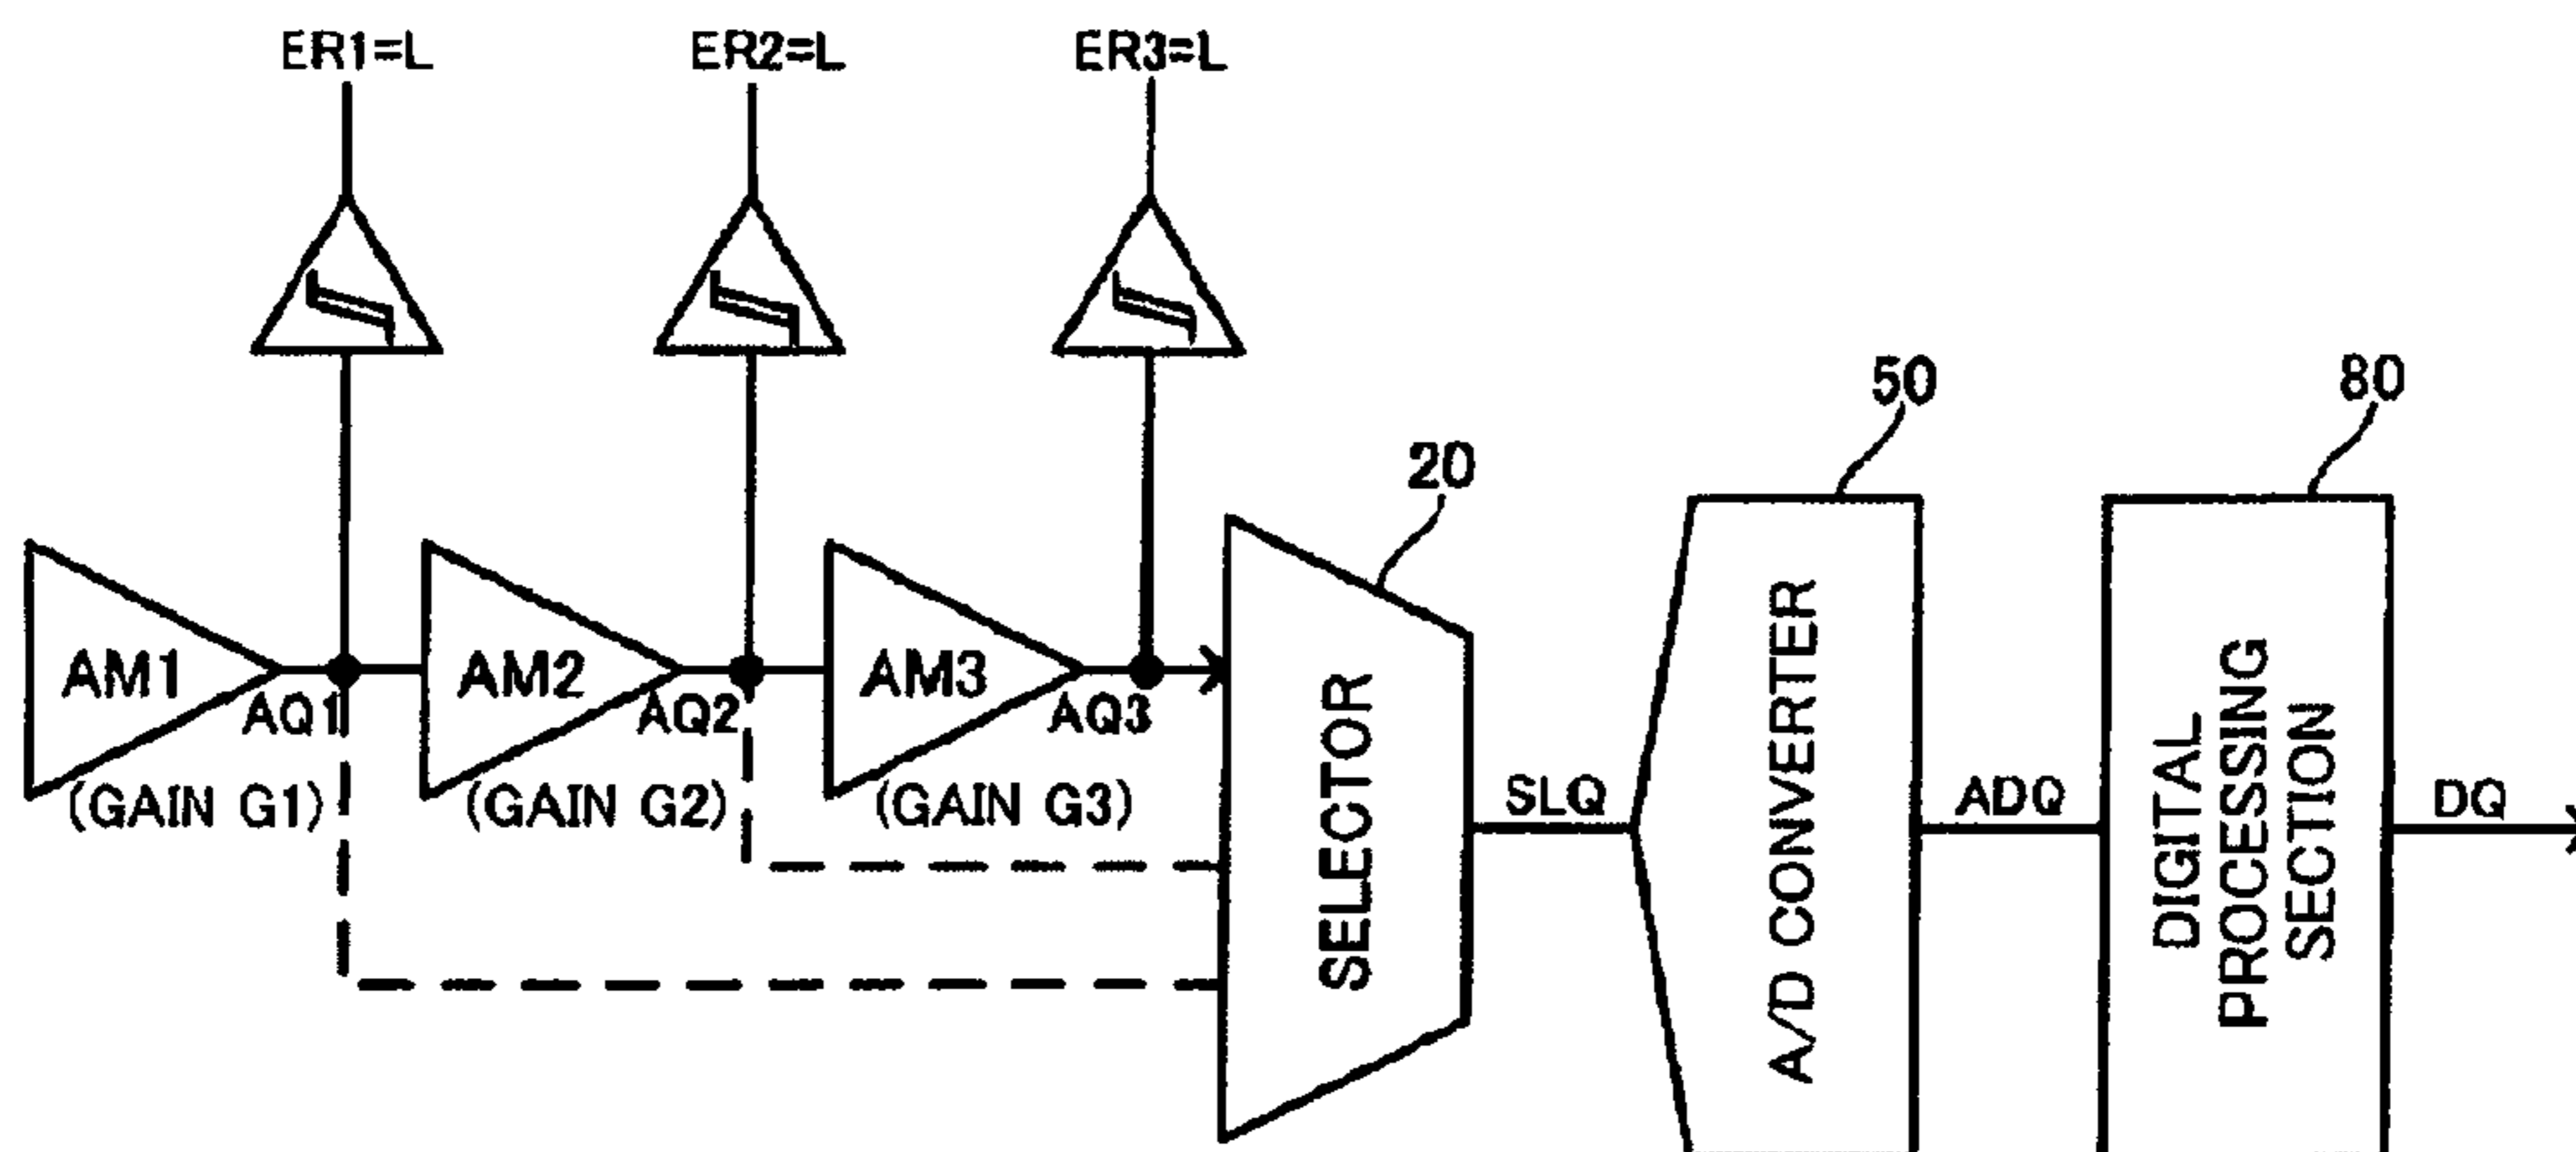 ER1=L
ER2=L
ER3=L
50
80
20
AM1
AM2
AM3
AQ1
AQ2
AQ3
(GAIN G1)
(GAIN G2)
(GAIN G3)
SELECTOR
SLQ
A/D CONVERTER
ADQ
DIGITAL
PROCESSING
SECTION
DQ